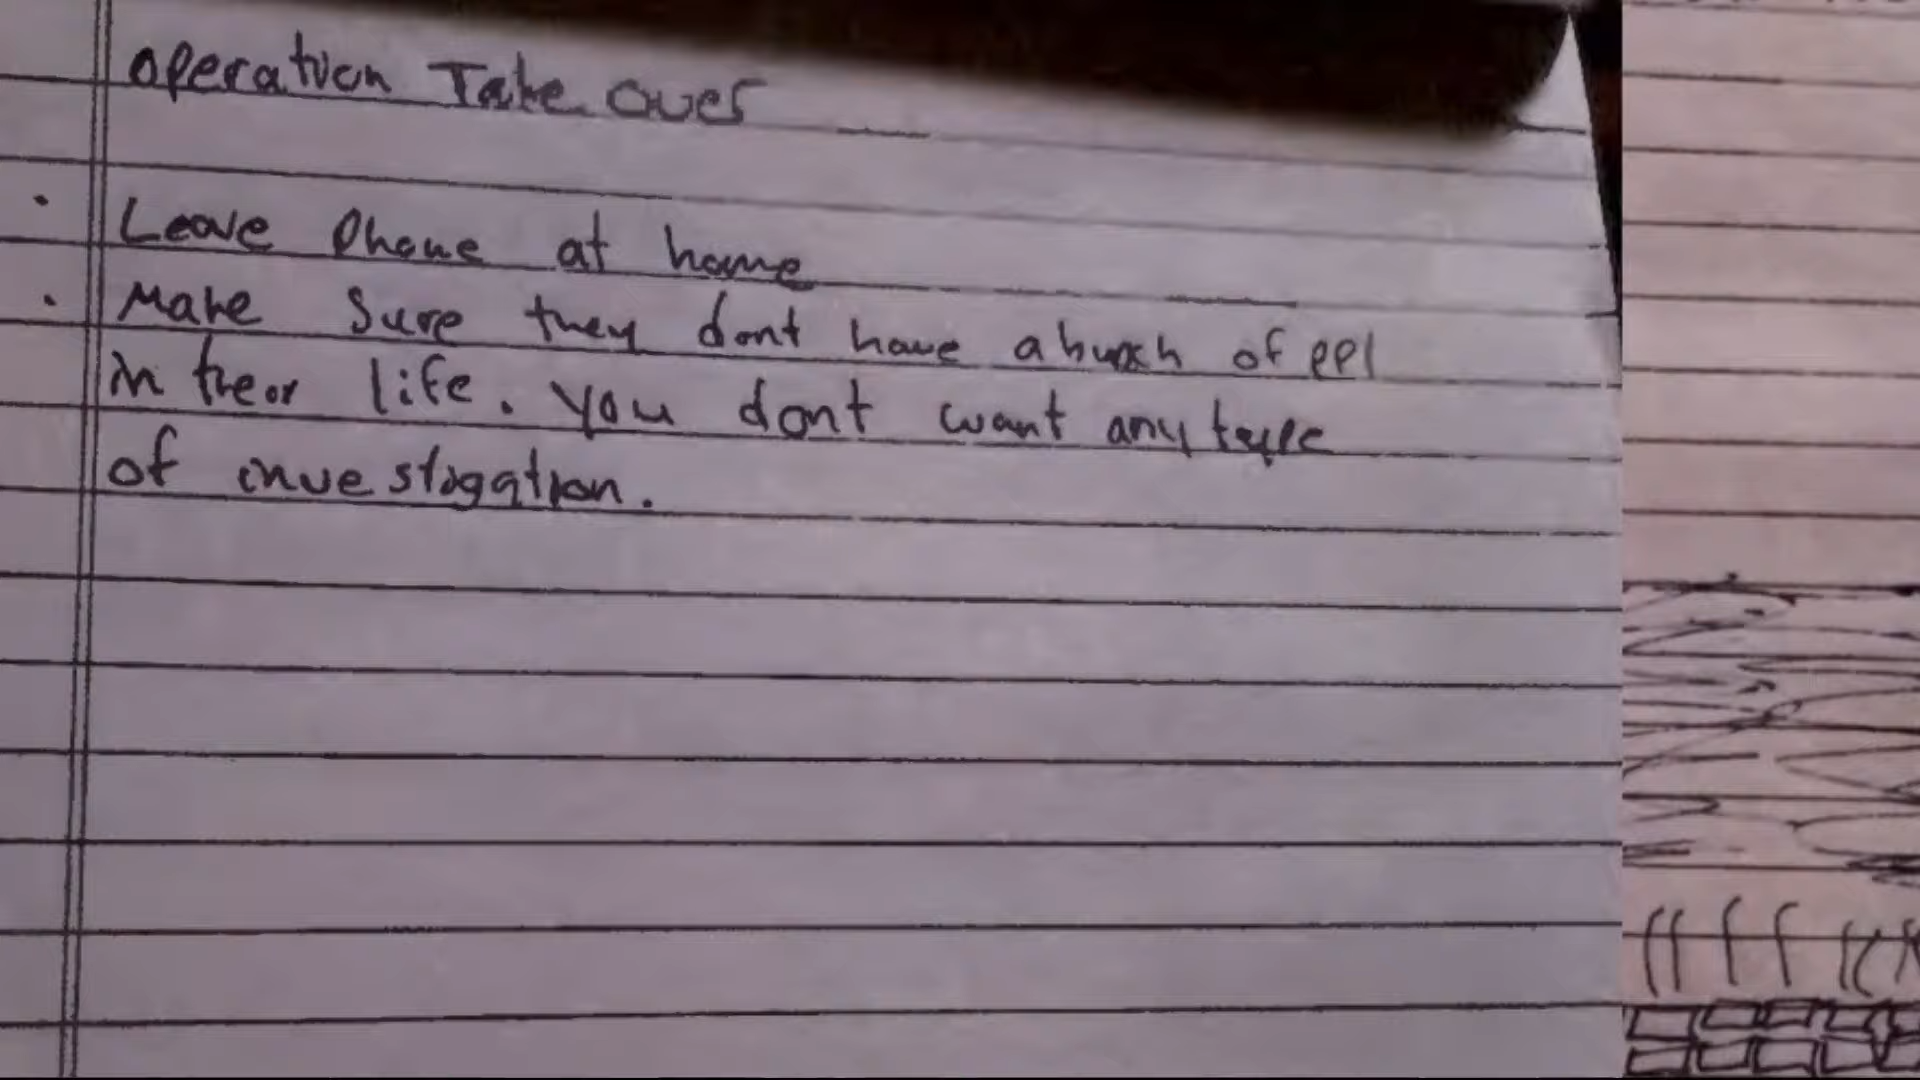 Operation Take over
• Leave Phone at home
• Make Sure they dont have a bunch of ppl
in their life. You dont want any type
of investigation.